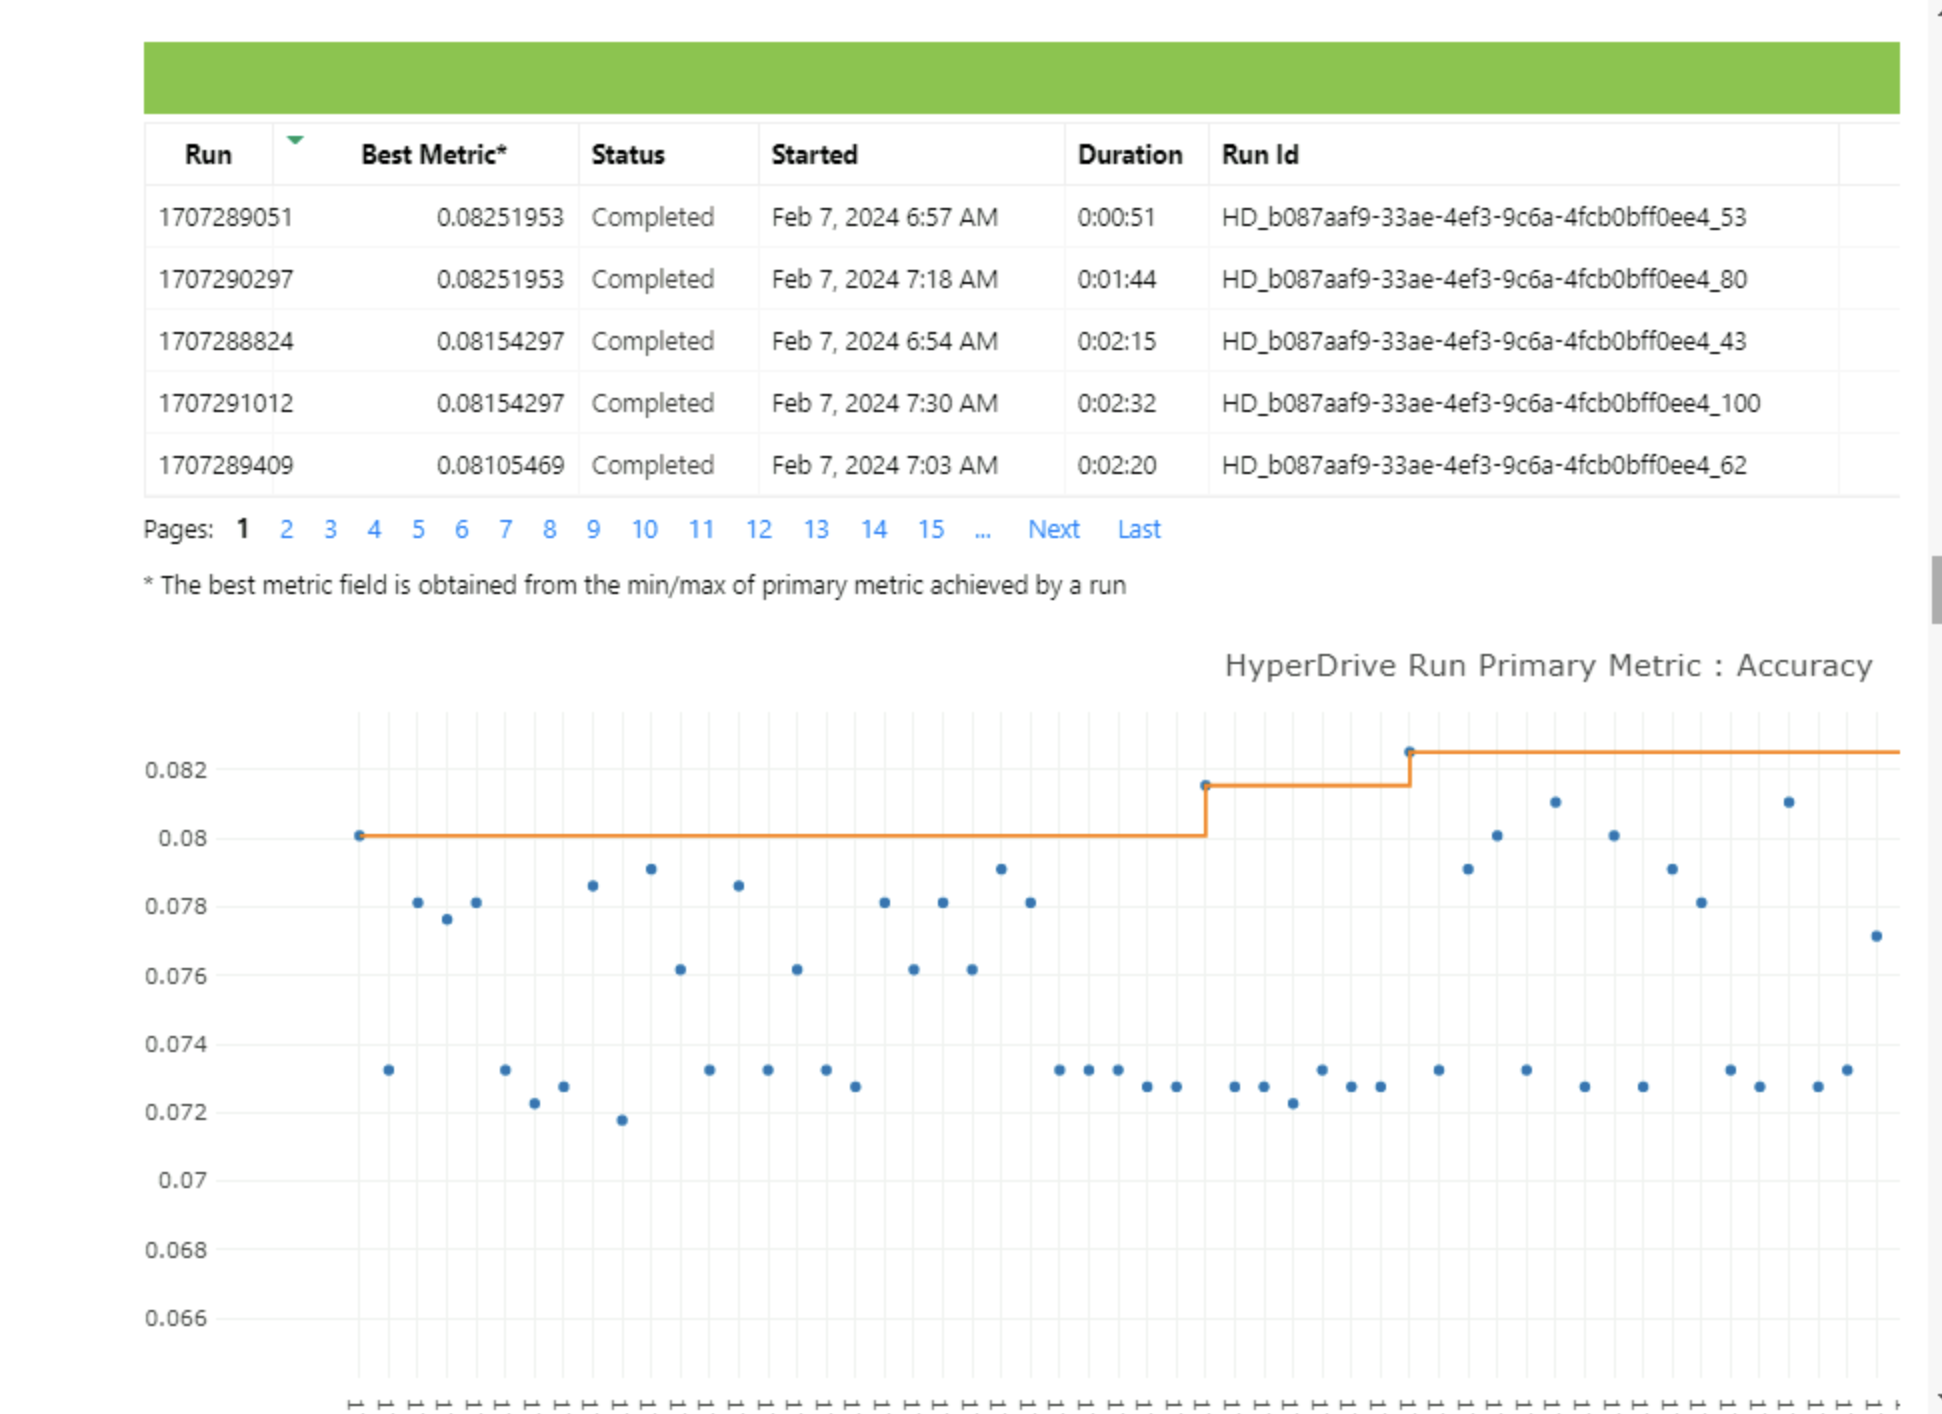 Run Best Metric* Status Started Duration Run Id
1707289051 0.08251953 Completed Feb 7, 2024 6:57 AM 0:00:51 HD_b087aaf9-33ae-4ef3-9c6a-4fcb0bff0ee4_53
1707290297 0.08251953 Completed Feb 7, 2024 7:18 AM 0:01:44 HD_b087aaf9-33ae-4ef3-9c6a-4fcb0bff0ee4_80
1707288824 0.08154297 Completed Feb 7, 2024 6:54 AM 0:02:15 HD_b087aaf9-33ae-4ef3-9c6a-4fcb0bff0ee4_43
1707291012 0.08154297 Completed Feb 7, 2024 7:30 AM 0:02:32 HD_b087aaf9-33ae-4ef3-9c6a-4fcb0bff0ee4_100
1707289409 0.08105469 Completed Feb 7, 2024 7:03 AM 0:02:20 HD_b087aaf9-33ae-4ef3-9c6a-4fcb0bff0ee4_62
Pages: 1 2 3 4 5 6 7 8 9 10 11 12 13 14 15 ... Next Last
* The best metric field is obtained from the min/max of primary metric achieved by a run
HyperDrive Run Primary Metric : Accuracy
0.082
0.08
0.078
0.076
0.074
0.072
0.07
0.068
0.066